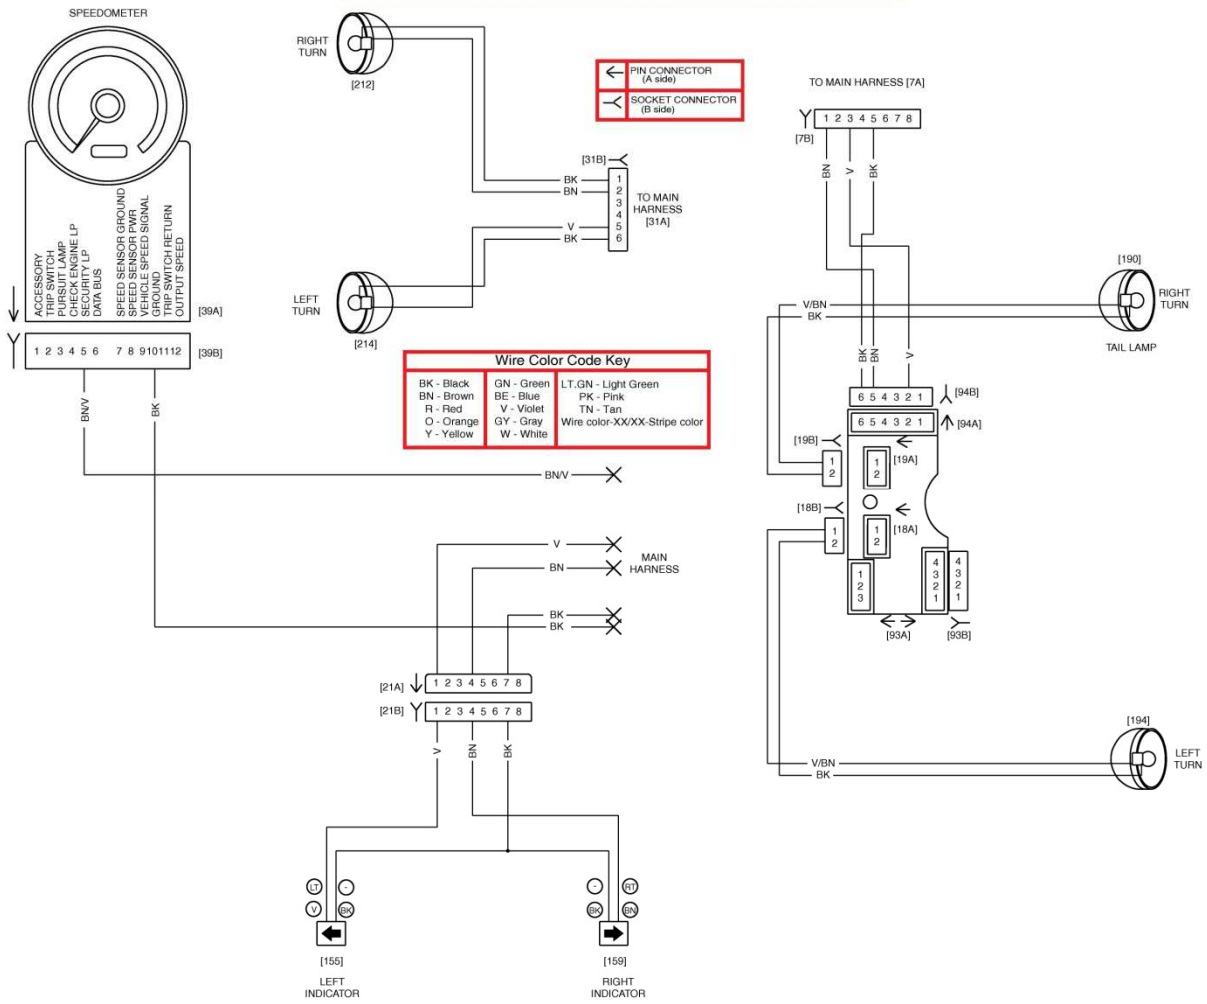 SPEEDOMETER
ACCESSORY
TRIP SWITCH
PURSUIT LAMP
CHECK ENGINE LP
SECURITY LP
DATA BUS
SPEED SENSOR GROUND
SPEED SENSOR PWR
VEHICLE SPEED SIGNAL
GROUND
TRIP SWITCH RETURN
OUTPUT SPEED
[39A]
1 2 3 4 5 6 7 8 9 10 11 12
[39B]
BN/V
BK
RIGHT
TURN
[212]
LEFT
TURN
[214]
PIN CONNECTOR
(A side)
SOCKET CONNECTOR
(B side)
[31B]
BK
BN
V
BK
1
2
3
4
5
6
TO MAIN
HARNESS
[31A]
Wire Color Code Key
BK - Black
BN - Brown
R - Red
O - Orange
Y - Yellow
GN - Green
BE - Blue
V - Violet
GY - Gray
W - White
LT.GN - Light Green
PK - Pink
TN - Tan
Wire color-XX/XX-Stripe color
BN/V
V
BN
BK
BK
MAIN
HARNESS
[21A]
1 2 3 4 5 6 7 8
[21B]
1 2 3 4 5 6 7 8
V
BN
BK
LT
-
V
BK
[155]
LEFT
INDICATOR
-
RT
BK
BN
[159]
RIGHT
INDICATOR
TO MAIN HARNESS [7A]
1 2 3 4 5 6 7 8
[7B]
BN
V
BK
[190]
V/BN
BK
RIGHT
TURN
TAIL LAMP
BK
BN
V
6 5 4 3 2 1
[94B]
6 5 4 3 2 1
[94A]
[19B]
1
2
1
2
[19A]
[18B]
1
2
1
2
[18A]
1
2
3
4
3
2
1
4
3
2
1
[93A]
[93B]
[194]
V/BN
BK
LEFT
TURN